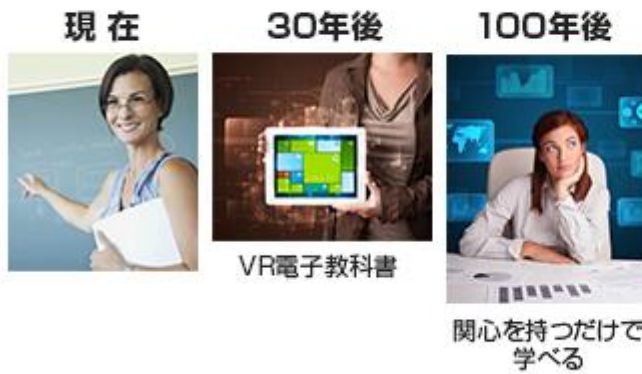 現在
30年後
100年後
VR電子教科書
関心を持つだけで
学べる